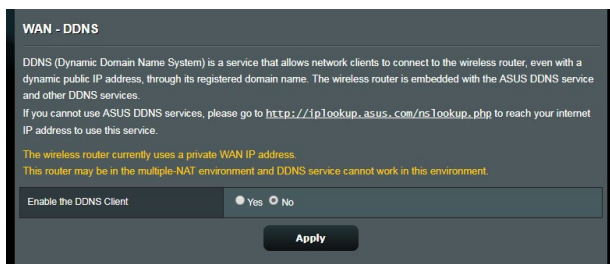 WAN - DDNS
DDNS (Dynamic Domain Name System) is a service that allows network clients to connect to the wireless router, even with a
dynamic public IP address, through its registered domain name. The wireless router is embedded with the ASUS DDNS service
and other DDNS services.
If you cannot use ASUS DDNS services, please go to http://iplookup.asus.com/nslookup.php to reach your internet
IP address to use this service.
The wireless router currently uses a private WAN IP address.
This router may be in the multiple-NAT environment and DDNS service cannot work in this environment.
Enable the DDNS Client Yes No
Apply